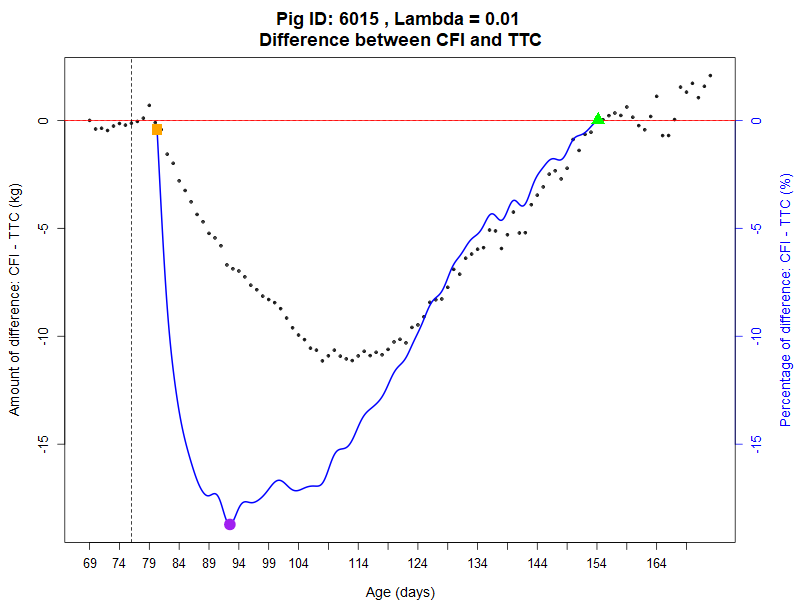 Pig ID: 6015 , Lambda = 0.01
Difference between CFI and TTC
Amount of difference: CFI - TTC (kg)
0
-5
-10
-15
0
-5
-10
-15
Percentage of difference: CFI - TTC (%)
69 74 79 84 89 94 99 104 114 124 134 144 154 164
Age (days)